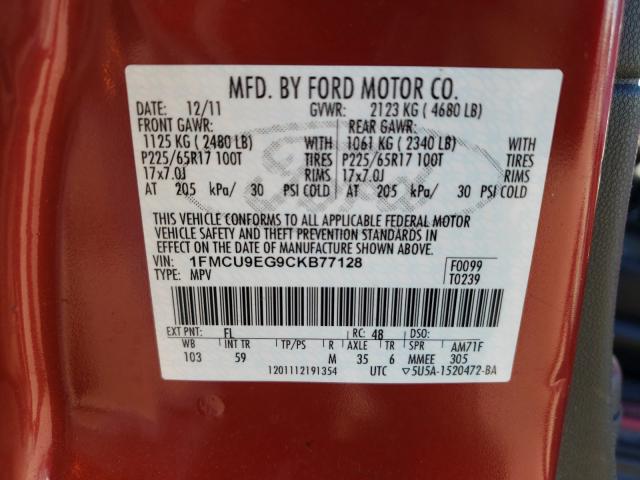 MFD. BY FORD MOTOR CO.
DATE: 12/11 GVWR: 2123 KG ( 4680 LB)
FRONT GAWR: REAR GAWR:
1125 KG ( 2480 LB) WITH 1061 KG ( 2340 LB) WITH
P225/65R17 100T TIRES P225/65R17 100T TIRES
17x7.0J RIMS 17x7.0J RIMS
AT 205 kPa/ 30 PSI COLD AT 205 kPa/ 30 PSI COLD
THIS VEHICLE CONFORMS TO ALL APPLICABLE FEDERAL MOTOR
VEHICLE SAFETY AND THEFT PREVENTION STANDARDS IN
EFFECT ON THE DATE OF MANUFACTURE SHOWN ABOVE.
VIN: 1FMCU9EG9CKB77128 F0099
TYPE: MPV T0239
EXT PNT: FL RC: 48 DSO:
WB INT TR TP/PS R AXLE TR SPR AM71F
103 59 M 35 6 MMEE 305
1201112191354 UTC ▽5U5A-1520472-BA
Ford